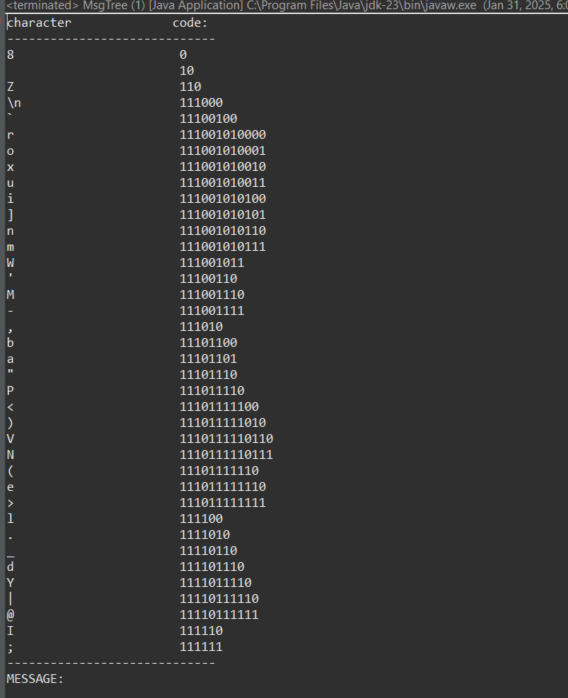 <terminated> MsgTree (1) [Java Application] C:\Program Files\Java\jdk-23\bin\javaw.exe (Jan 31, 2025, 6:0
character code:
-----------------------------
8 0
10
Z 110
\n 111000
` 11100100
r 111001010000
o 111001010001
x 111001010010
u 111001010011
i 111001010100
] 111001010101
n 111001010110
m 111001010111
W 111001011
' 11100110
M 111001110
- 111001111
, 111010
b 11101100
a 11101101
" 11101110
P 111011110
< 11101111100
) 111011111010
V 1110111110110
N 1110111110111
( 11101111110
e 111011111110
> 111011111111
l 111100
. 1111010
_ 11110110
d 111101110
Y 1111011110
| 11110111110
@ 11110111111
I 111110
; 111111
-----------------------------
MESSAGE: